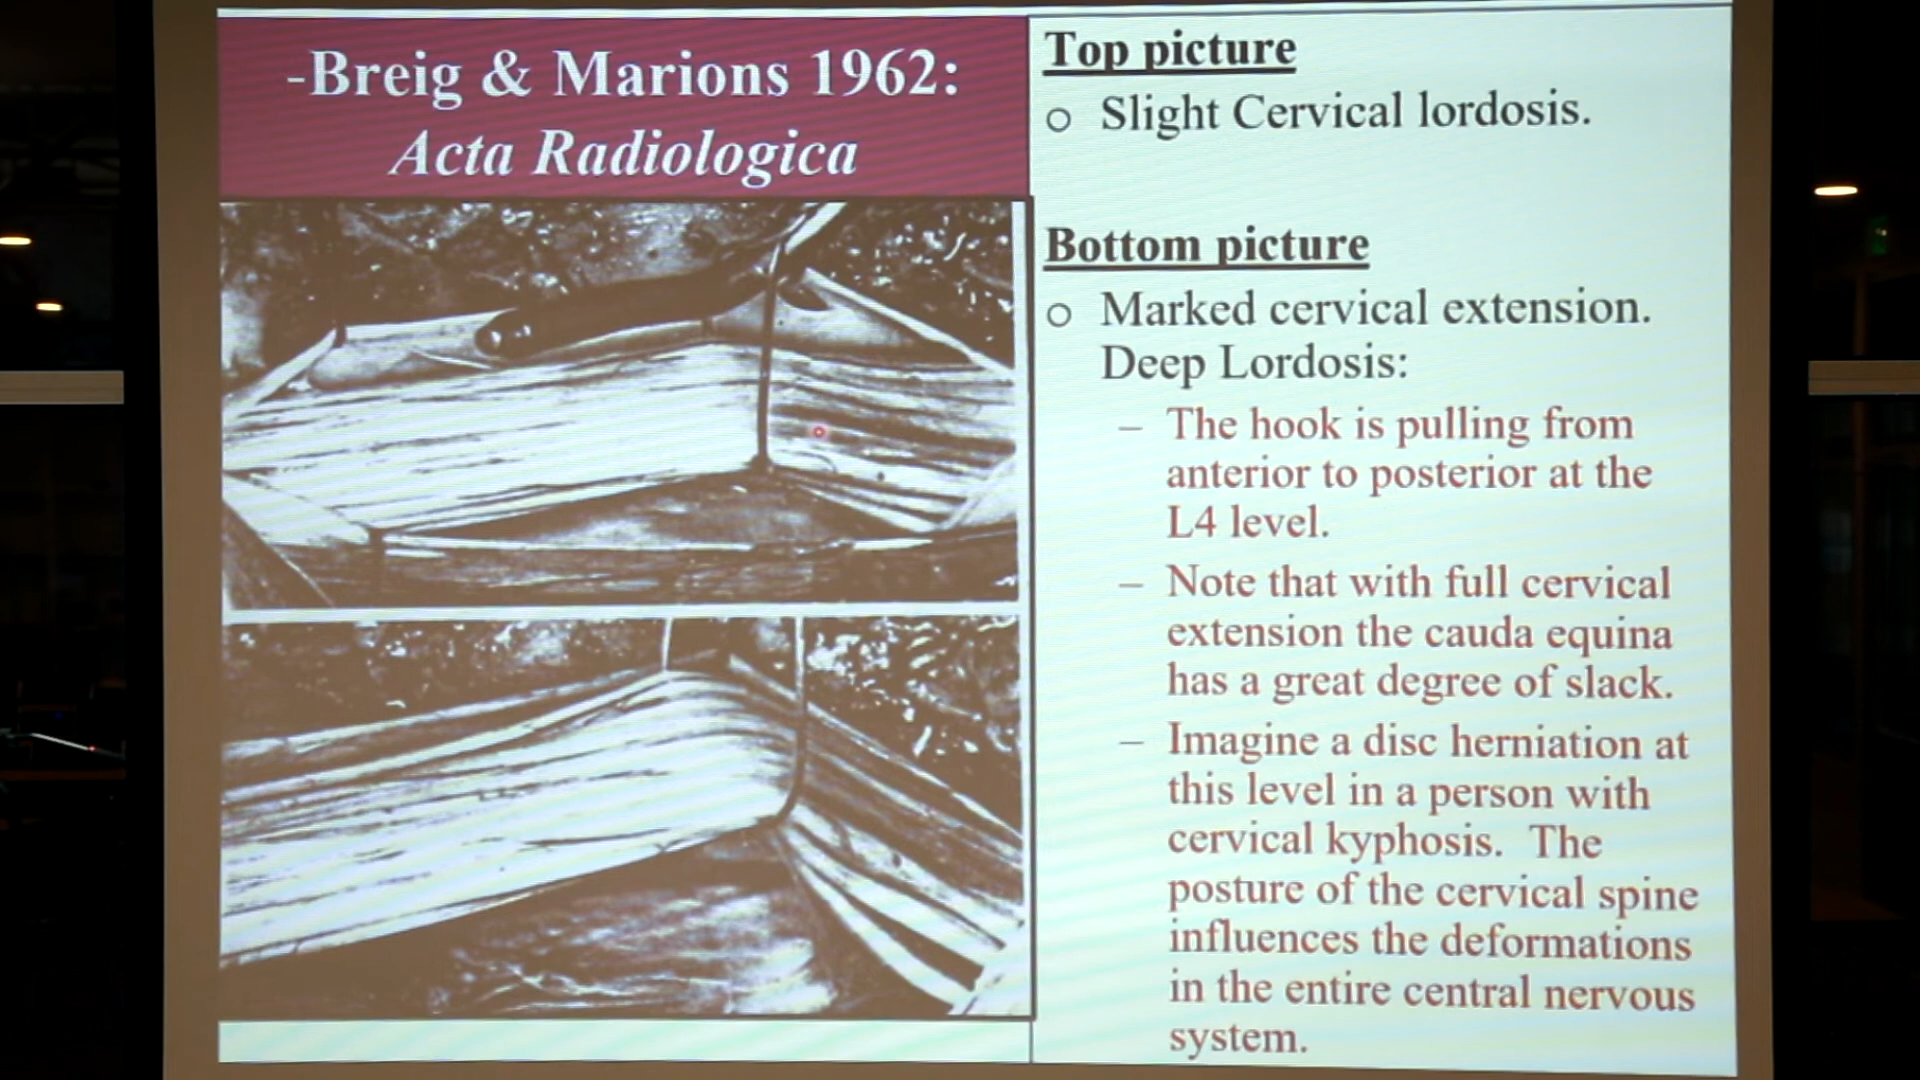 -Breig & Marions 1962:
Acta Radiologica
Top picture
o Slight Cervical lordosis.
Bottom picture
o Marked cervical extension.
Deep Lordosis:
– The hook is pulling from
anterior to posterior at the
L4 level.
– Note that with full cervical
extension the cauda equina
has a great degree of slack.
– Imagine a disc herniation at
this level in a person with
cervical kyphosis. The
posture of the cervical spine
influences the deformations
in the entire central nervous
system.